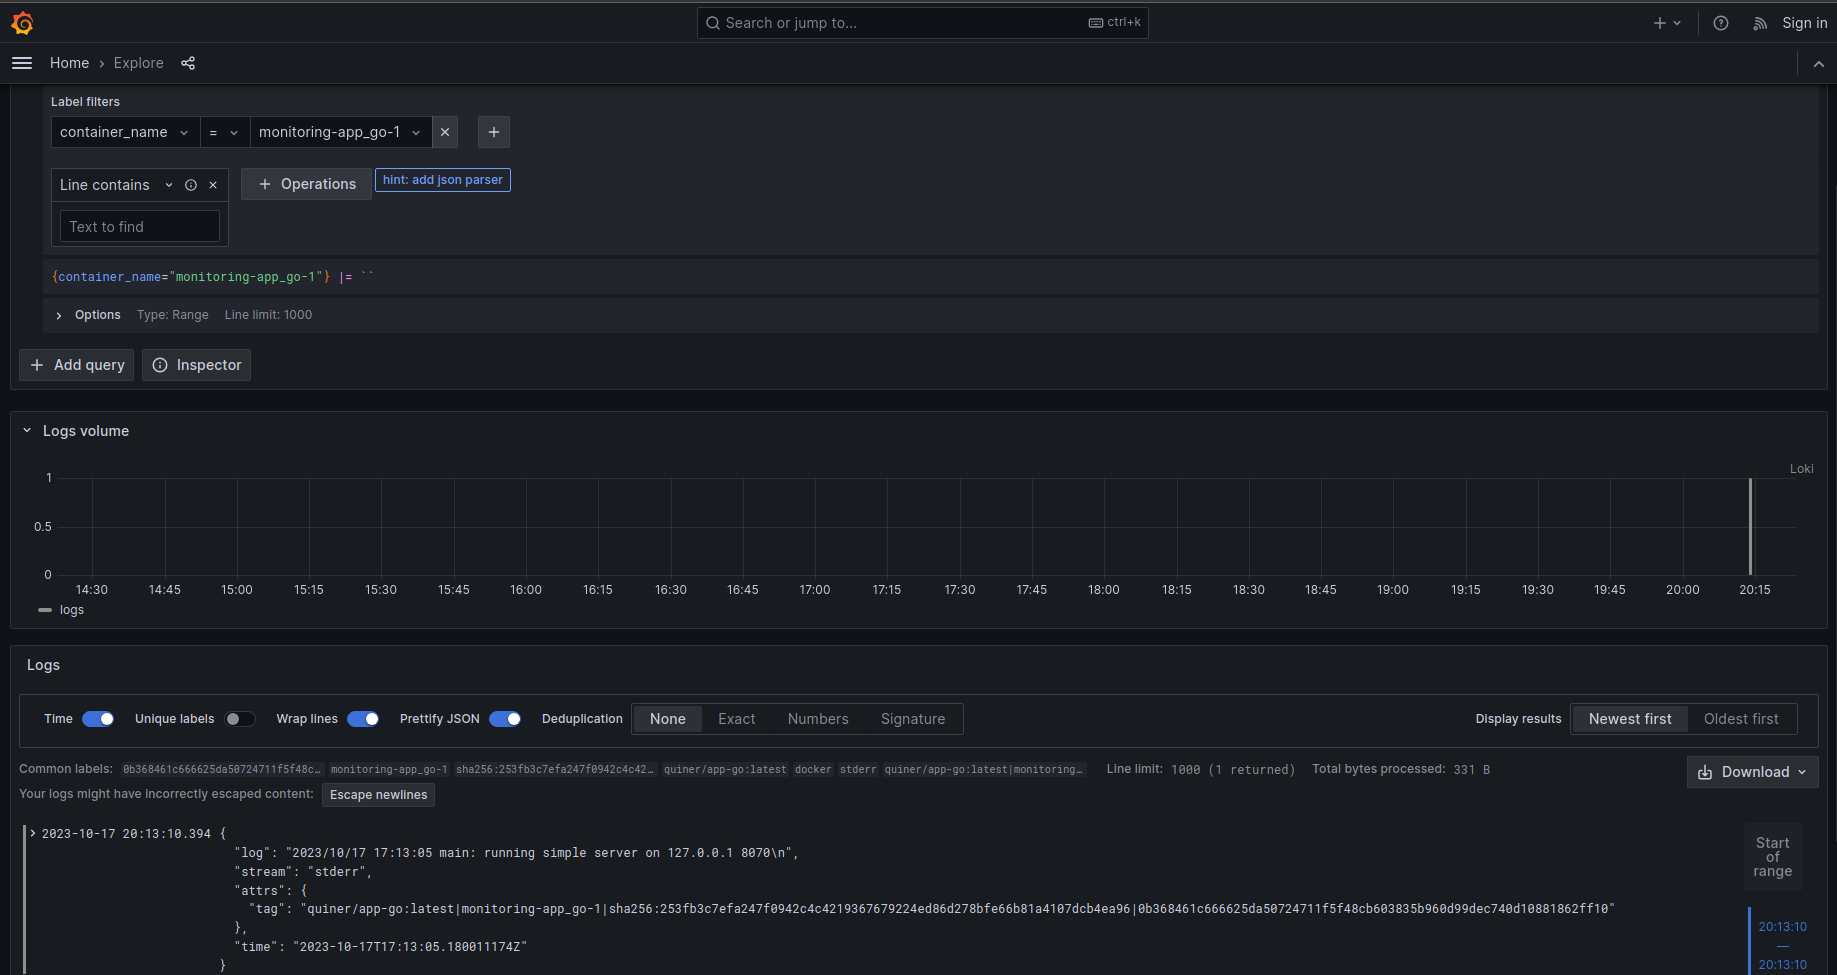 Search or jump to... ctrl+k Sign in
Home › Explore
Label filters
container_name = monitoring-app_go-1
Line contains + Operations hint: add json parser
Text to find
{container_name="monitoring-app_go-1"} |= ``
Options Type: Range Line limit: 1000
+ Add query Inspector
Logs volume
Loki
1
0.5
0
14:30 14:45 15:00 15:15 15:30 15:45 16:00 16:15 16:30 16:45 17:00 17:15 17:30 17:45 18:00 18:15 18:30 18:45 19:00 19:15 19:30 19:45 20:00 20:15
logs
Logs
Time Unique labels Wrap lines Prettify JSON Deduplication None Exact Numbers Signature Display results Newest first Oldest first
Common labels: 0b368461c666625da50724711f5f48c… monitoring-app_go-1 sha256:253fb3c7efa247f0942c4c42… quiner/app-go:latest docker stderr quiner/app-go:latest|monitoring… Line limit: 1000 (1 returned) Total bytes processed: 331 B Download
Your logs might have incorrectly escaped content: Escape newlines
2023-10-17 20:13:10.394 {
"log": "2023/10/17 17:13:05 main: running simple server on 127.0.0.1 8070\n",
"stream": "stderr",
"attrs": {
"tag": "quiner/app-go:latest|monitoring-app_go-1|sha256:253fb3c7efa247f0942c4c4219367679224ed86d278bfe66b81a4107dcb4ea96|0b368461c666625da50724711f5f48cb603835b960d99dec740d10881862ff10"
},
"time": "2023-10-17T17:13:05.180011174Z"
}
Start
of
range
20:13:10
—
20:13:10